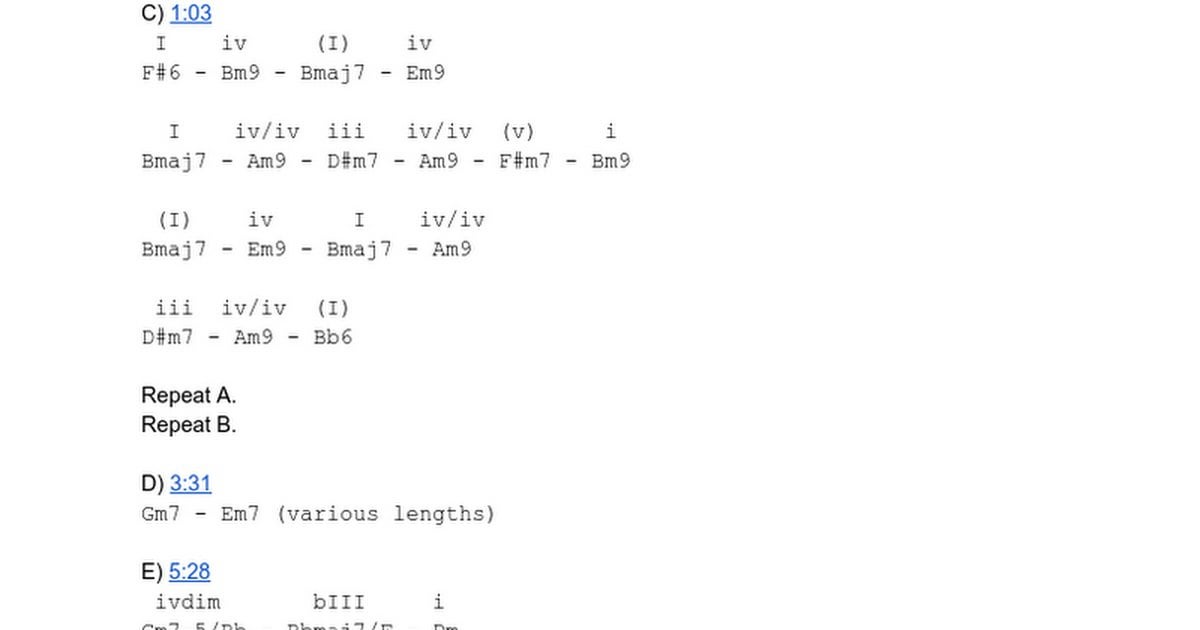 C) 1:03
I iv (I) iv
F#6 - Bm9 - Bmaj7 - Em9
I iv/iv iii iv/iv (v) i
Bmaj7 - Am9 - D#m7 - Am9 - F#m7 - Bm9
(I) iv I iv/iv
Bmaj7 - Em9 - Bmaj7 - Am9
iii iv/iv (I)
D#m7 - Am9 - Bb6
Repeat A.
Repeat B.
D) 3:31
Gm7 - Em7 (various lengths)
E) 5:28
ivdim bIII i